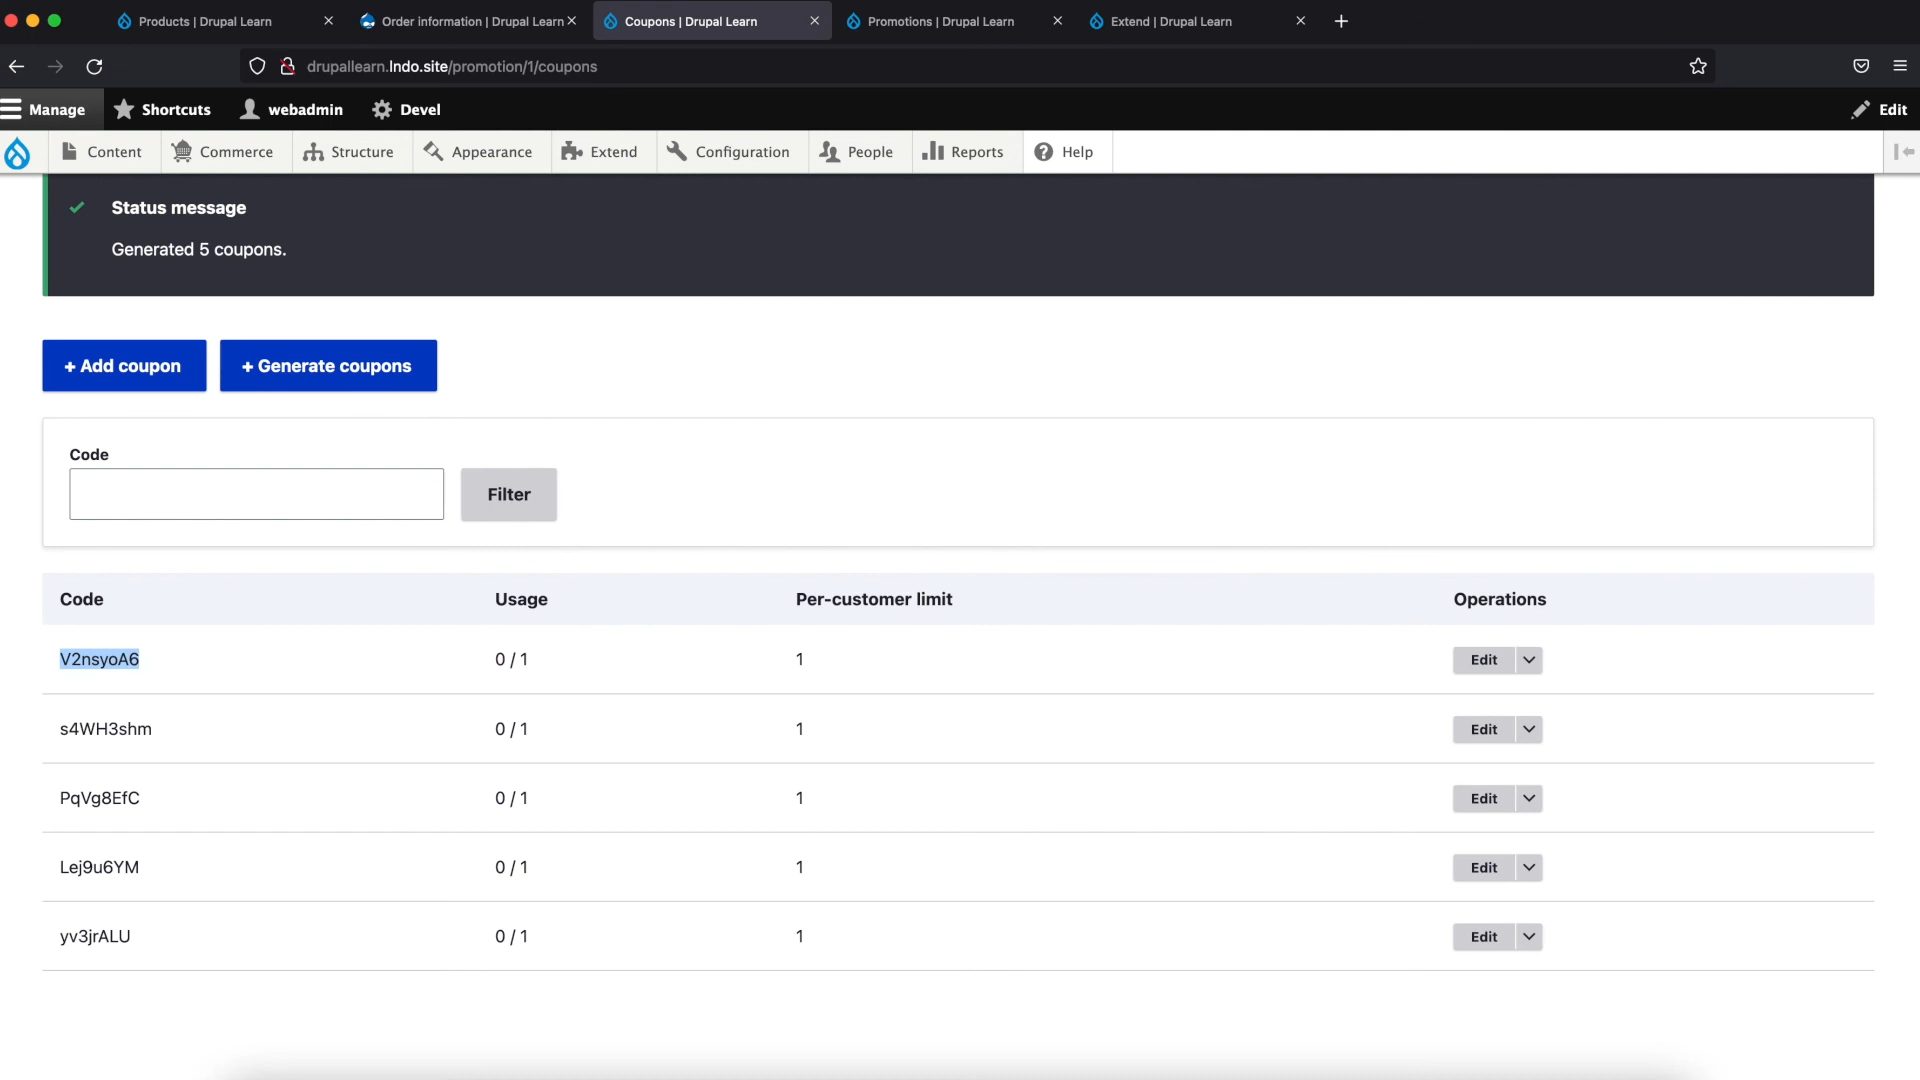 Products | Drupal Learn
Order information | Drupal Learn
Coupons | Drupal Learn
Promotions | Drupal Learn
Extend | Drupal Learn
drupallearn.lndo.site/promotion/1/coupons
Manage Shortcuts webadmin Devel Edit
Content Commerce Structure Appearance Extend Configuration People Reports Help
Status message
Generated 5 coupons.
+ Add coupon + Generate coupons
Code
Filter
Code Usage Per-customer limit Operations
V2nsyoA6 0 / 1 1 Edit
s4WH3shm 0 / 1 1 Edit
PqVg8EfC 0 / 1 1 Edit
Lej9u6YM 0 / 1 1 Edit
yv3jrALU 0 / 1 1 Edit